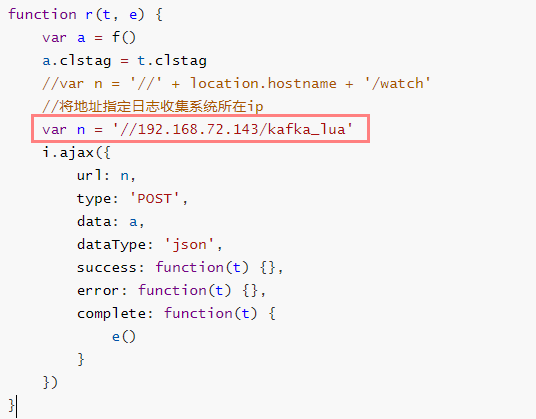 function r(t, e) {
    var a = f()
    a.clstag = t.clstag
    //var n = '//' + location.hostname + '/watch'
    //将地址指定日志收集系统所在ip
    var n = '//192.168.72.143/kafka_lua'
    i.ajax({
        url: n,
        type: 'POST',
        data: a,
        dataType: 'json',
        success: function(t) {},
        error: function(t) {},
        complete: function(t) {
            e()
        }
    })
}